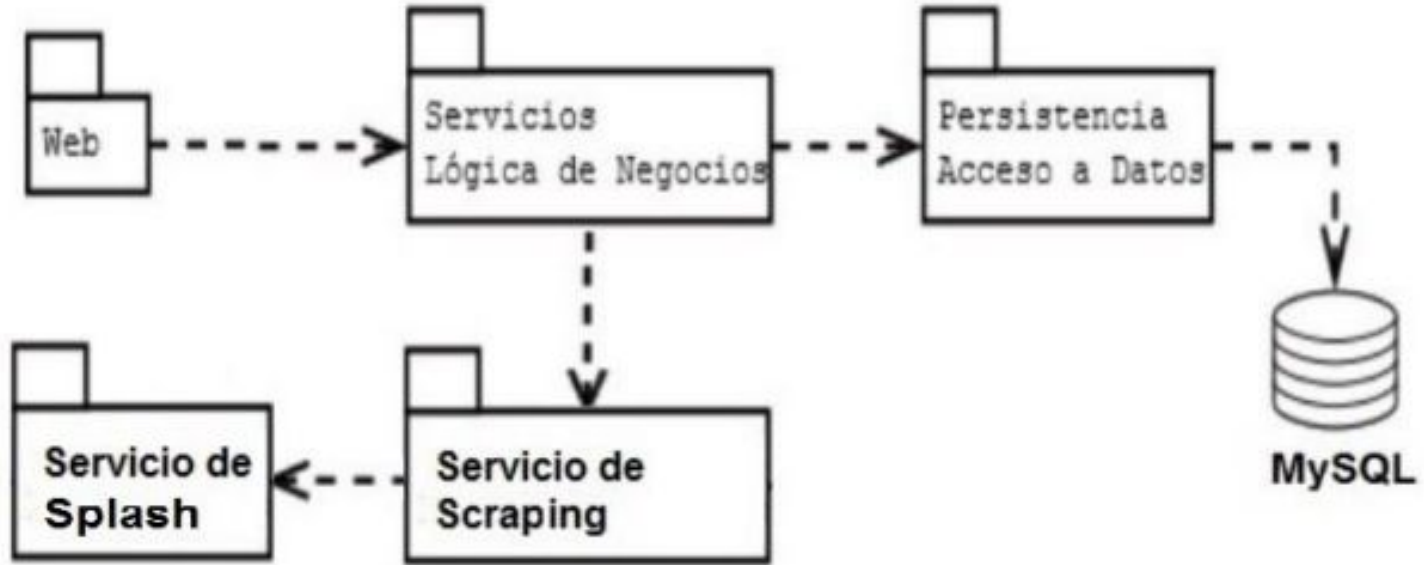 Web
Servicios
Lógica de Negocios
Persistencia
Acceso a Datos
MySQL
Servicio de
Splash
Servicio de
Scraping